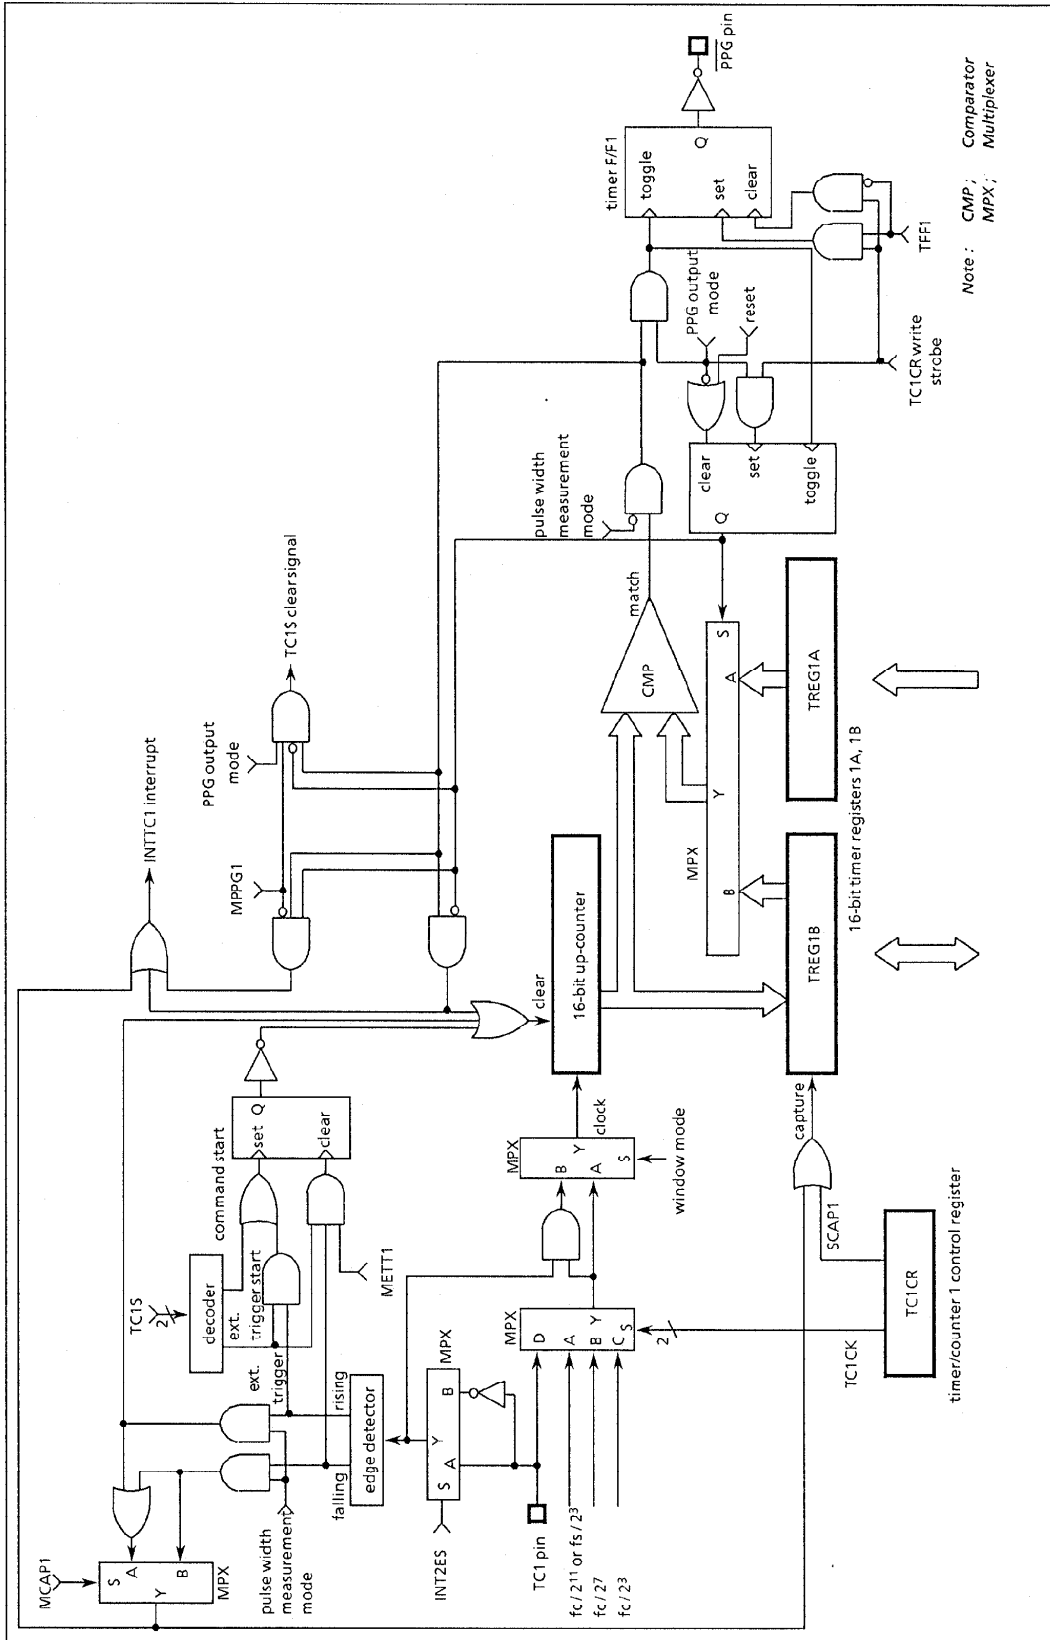 MCAP1
S
A
B
Y
MPX
pulse width
measurement
mode
TC1S
2
decoder
command start
ext.
trigger start
ext.
trigger
set
Q
clear
METT1
falling
rising
edge detector
INT2ES
S
A
Y
B
MPX
TC1 pin
fc / 2¹¹ or fs / 2³
fc / 2⁷
fc / 2³
MPX
D
A
B
C
Y
S
2
TC1CK
MPX
B
A
Y
S
window mode
clock
clear
16-bit up-counter
INTTC1 interrupt
MPPG1
PPG output
mode
TC1S clear signal
TC1CR
timer/counter 1 control register
SCAP1
capture
TREG1B
TREG1A
16-bit timer registers 1A, 1B
MPX
B
Y
A
S
CMP
match
pulse width
measurement
mode
Q
clear
set
toggle
PPG output
mode
reset
TC1CR write
strobe
TFF1
timer F/F1
toggle
set
clear
Q
PPG pin
Note : CMP ; Comparator
MPX ; Multiplexer